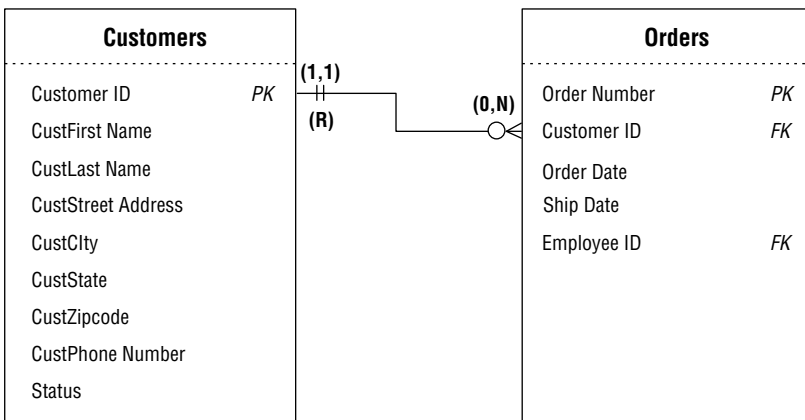 Customers
Customer ID PK
CustFirst Name
CustLast Name
CustStreet Address
CustCIty
CustState
CustZipcode
CustPhone Number
Status
(1,1)
(R)
(0,N)
Orders
Order Number PK
Customer ID FK
Order Date
Ship Date
Employee ID FK